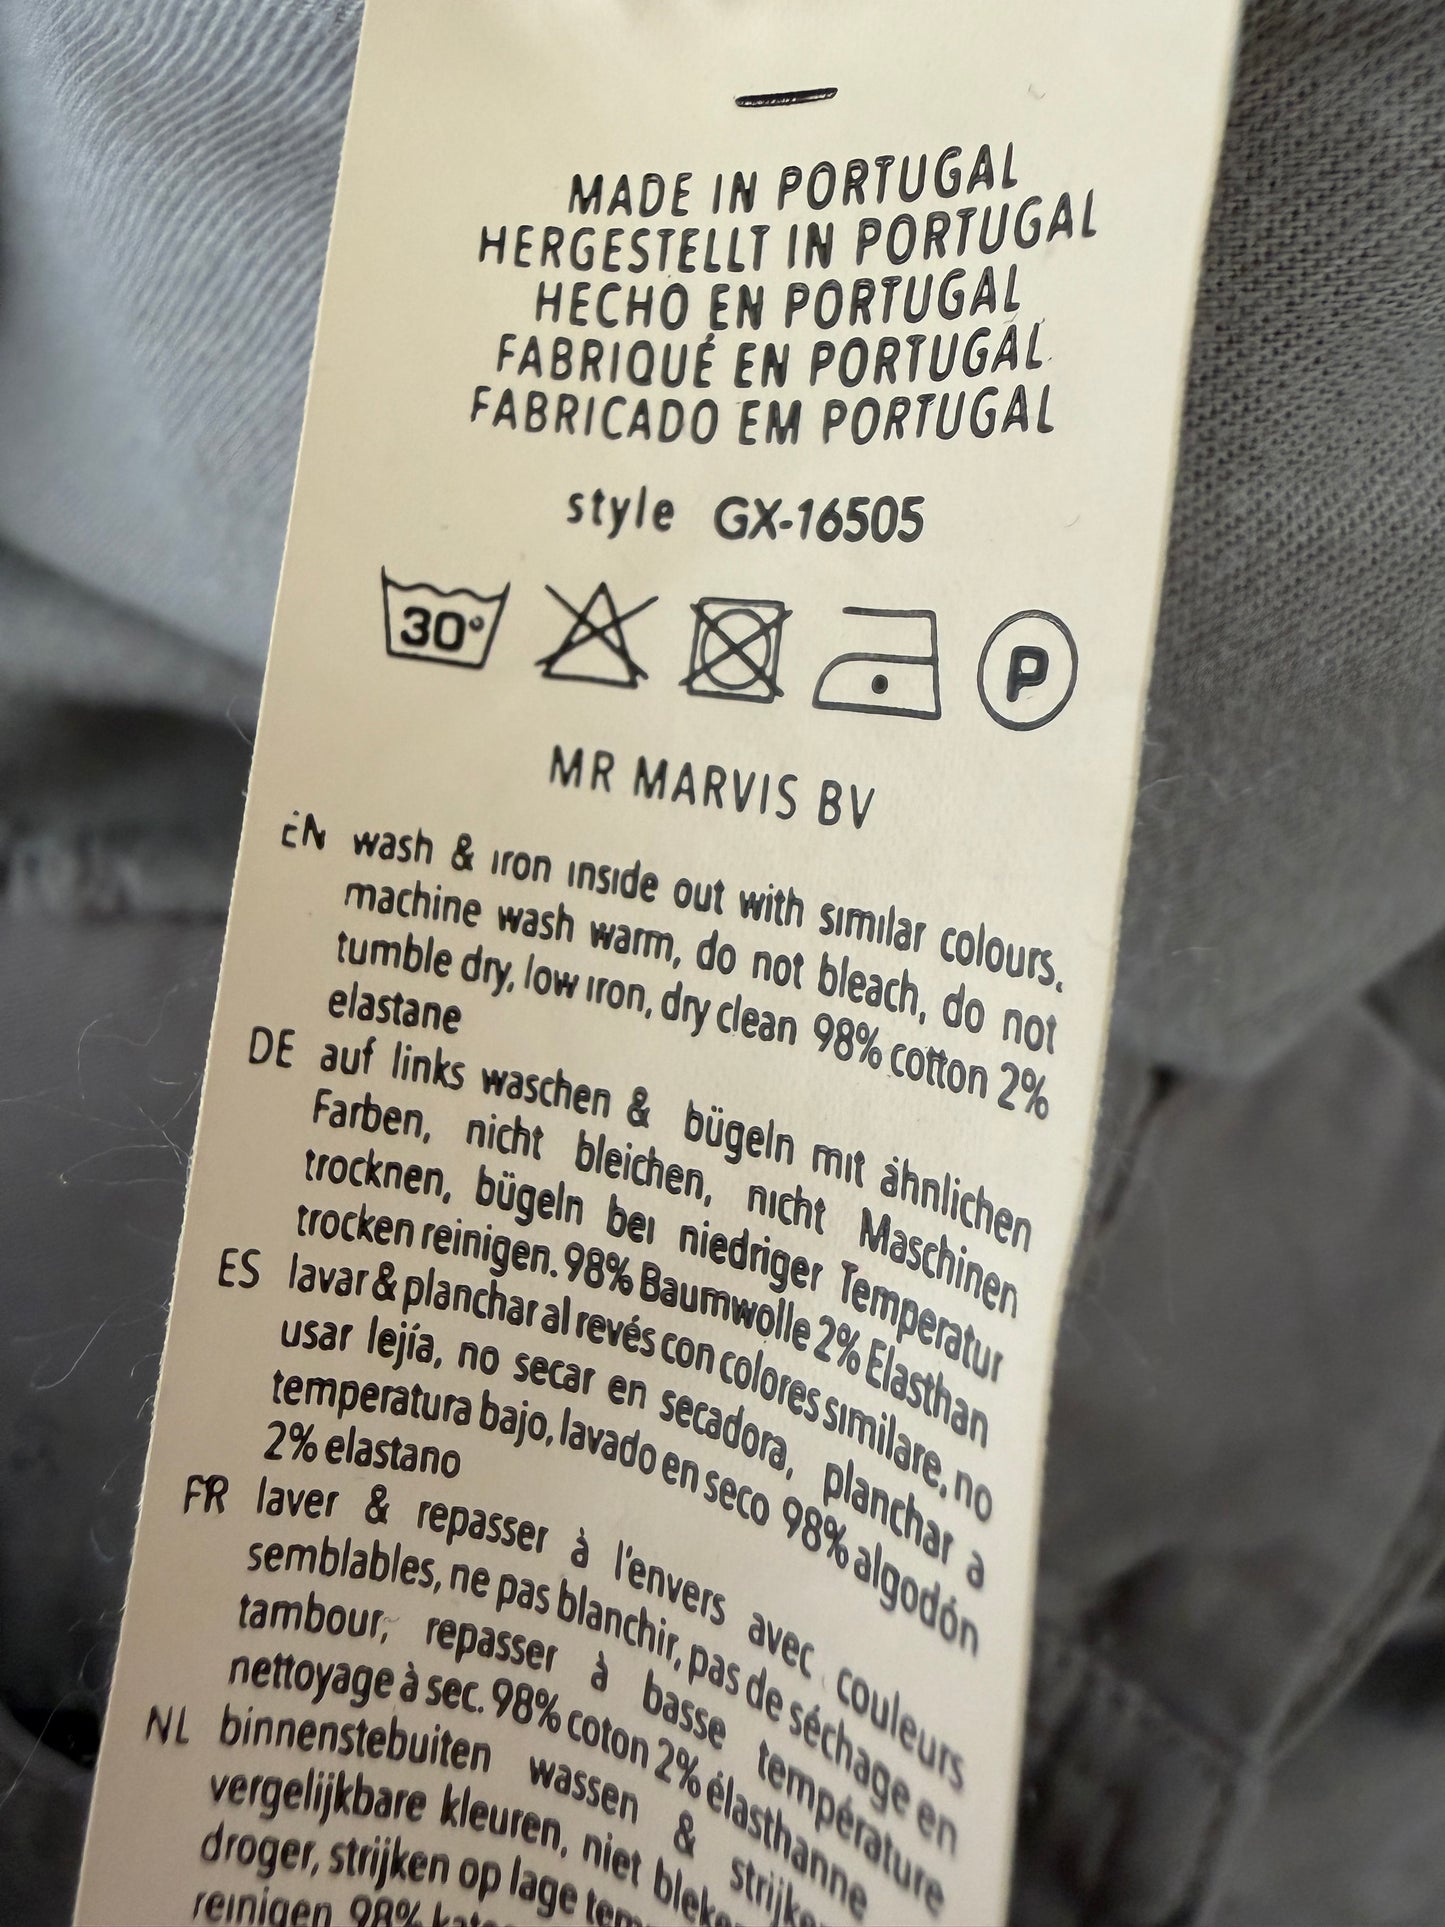 MADE IN PORTUGAL
HERGESTELLT IN PORTUGAL
HECHO EN PORTUGAL
FABRIQUÉ EN PORTUGAL
FABRICADO EM PORTUGAL
style GX-16505
30°
P
MR MARVIS BV
EN wash & iron inside out with similar colours.
machine wash warm, do not bleach, do not
tumble dry, low iron, dry clean 98% cotton 2%
elastane
DE auf links waschen & bügeln mit ähnlichen
Farben, nicht bleichen, nicht Maschinen
trocknen, bügeln bei niedriger Temperatur
trocken reinigen. 98% Baumwolle 2% Elasthan
ES lavar & planchar al revés con colores similare, no
usar lejía, no secar en secadora, planchar a
temperatura bajo, lavado en seco 98% algodón
2% elastano
FR laver & repasser à l'envers avec couleurs
semblables, ne pas blanchir, pas de séchage en
tambour, repasser à basse température
nettoyage à sec. 98% coton 2% élasthanne
NL binnenstebuiten wassen &
vergelijkbare kleuren, niet
droger, strijken op lage
reinigen 98%